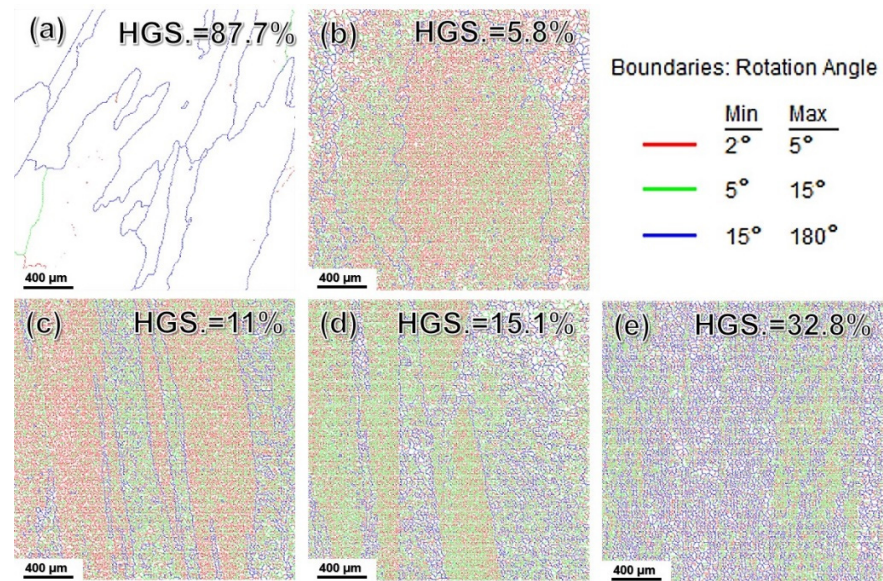 (a) HGS.=87.7%
(b) HGS.=5.8%
Boundaries: Rotation Angle
Min Max
2° 5°
5° 15°
15° 180°
400 µm
400 µm
(c) HGS.=11%
(d) HGS.=15.1%
(e) HGS.=32.8%
400 µm
400 µm
400 µm